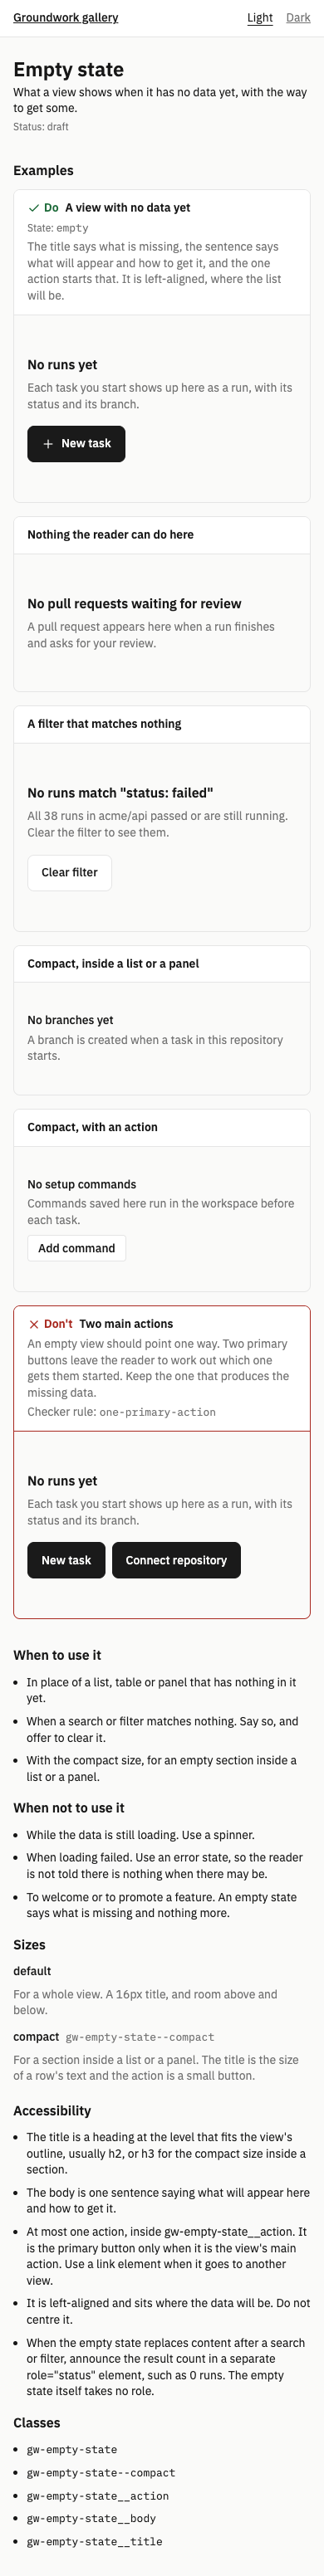 Groundwork gallery
Light Dark
Empty state
What a view shows when it has no data yet, with the way
to get some.
Status: draft
Examples
Do A view with no data yet
State: empty
The title says what is missing, the sentence says
what will appear and how to get it, and the one
action starts that. It is left-aligned, where the list
will be.
No runs yet
Each task you start shows up here as a run, with its
status and its branch.
+ New task
Nothing the reader can do here
No pull requests waiting for review
A pull request appears here when a run finishes
and asks for your review.
A filter that matches nothing
No runs match "status: failed"
All 38 runs in acme/api passed or are still running.
Clear the filter to see them.
Clear filter
Compact, inside a list or a panel
No branches yet
A branch is created when a task in this repository
starts.
Compact, with an action
No setup commands
Commands saved here run in the workspace before
each task.
Add command
Don't Two main actions
An empty view should point one way. Two primary
buttons leave the reader to work out which one
gets them started. Keep the one that produces the
missing data.
Checker rule: one-primary-action
No runs yet
Each task you start shows up here as a run, with its
status and its branch.
New task Connect repository
When to use it
• In place of a list, table or panel that has nothing in it
yet.
• When a search or filter matches nothing. Say so, and
offer to clear it.
• With the compact size, for an empty section inside a
list or a panel.
When not to use it
• While the data is still loading. Use a spinner.
• When loading failed. Use an error state, so the reader
is not told there is nothing when there may be.
• To welcome or to promote a feature. An empty state
says what is missing and nothing more.
Sizes
default
For a whole view. A 16px title, and room above and
below.
compact gw-empty-state--compact
For a section inside a list or a panel. The title is the size
of a row's text and the action is a small button.
Accessibility
• The title is a heading at the level that fits the view's
outline, usually h2, or h3 for the compact size inside a
section.
• The body is one sentence saying what will appear here
and how to get it.
• At most one action, inside gw-empty-state__action. It
is the primary button only when it is the view's main
action. Use a link element when it goes to another
view.
• It is left-aligned and sits where the data will be. Do not
centre it.
• When the empty state replaces content after a search
or filter, announce the result count in a separate
role="status" element, such as 0 runs. The empty
state itself takes no role.
Classes
• gw-empty-state
• gw-empty-state--compact
• gw-empty-state__action
• gw-empty-state__body
• gw-empty-state__title